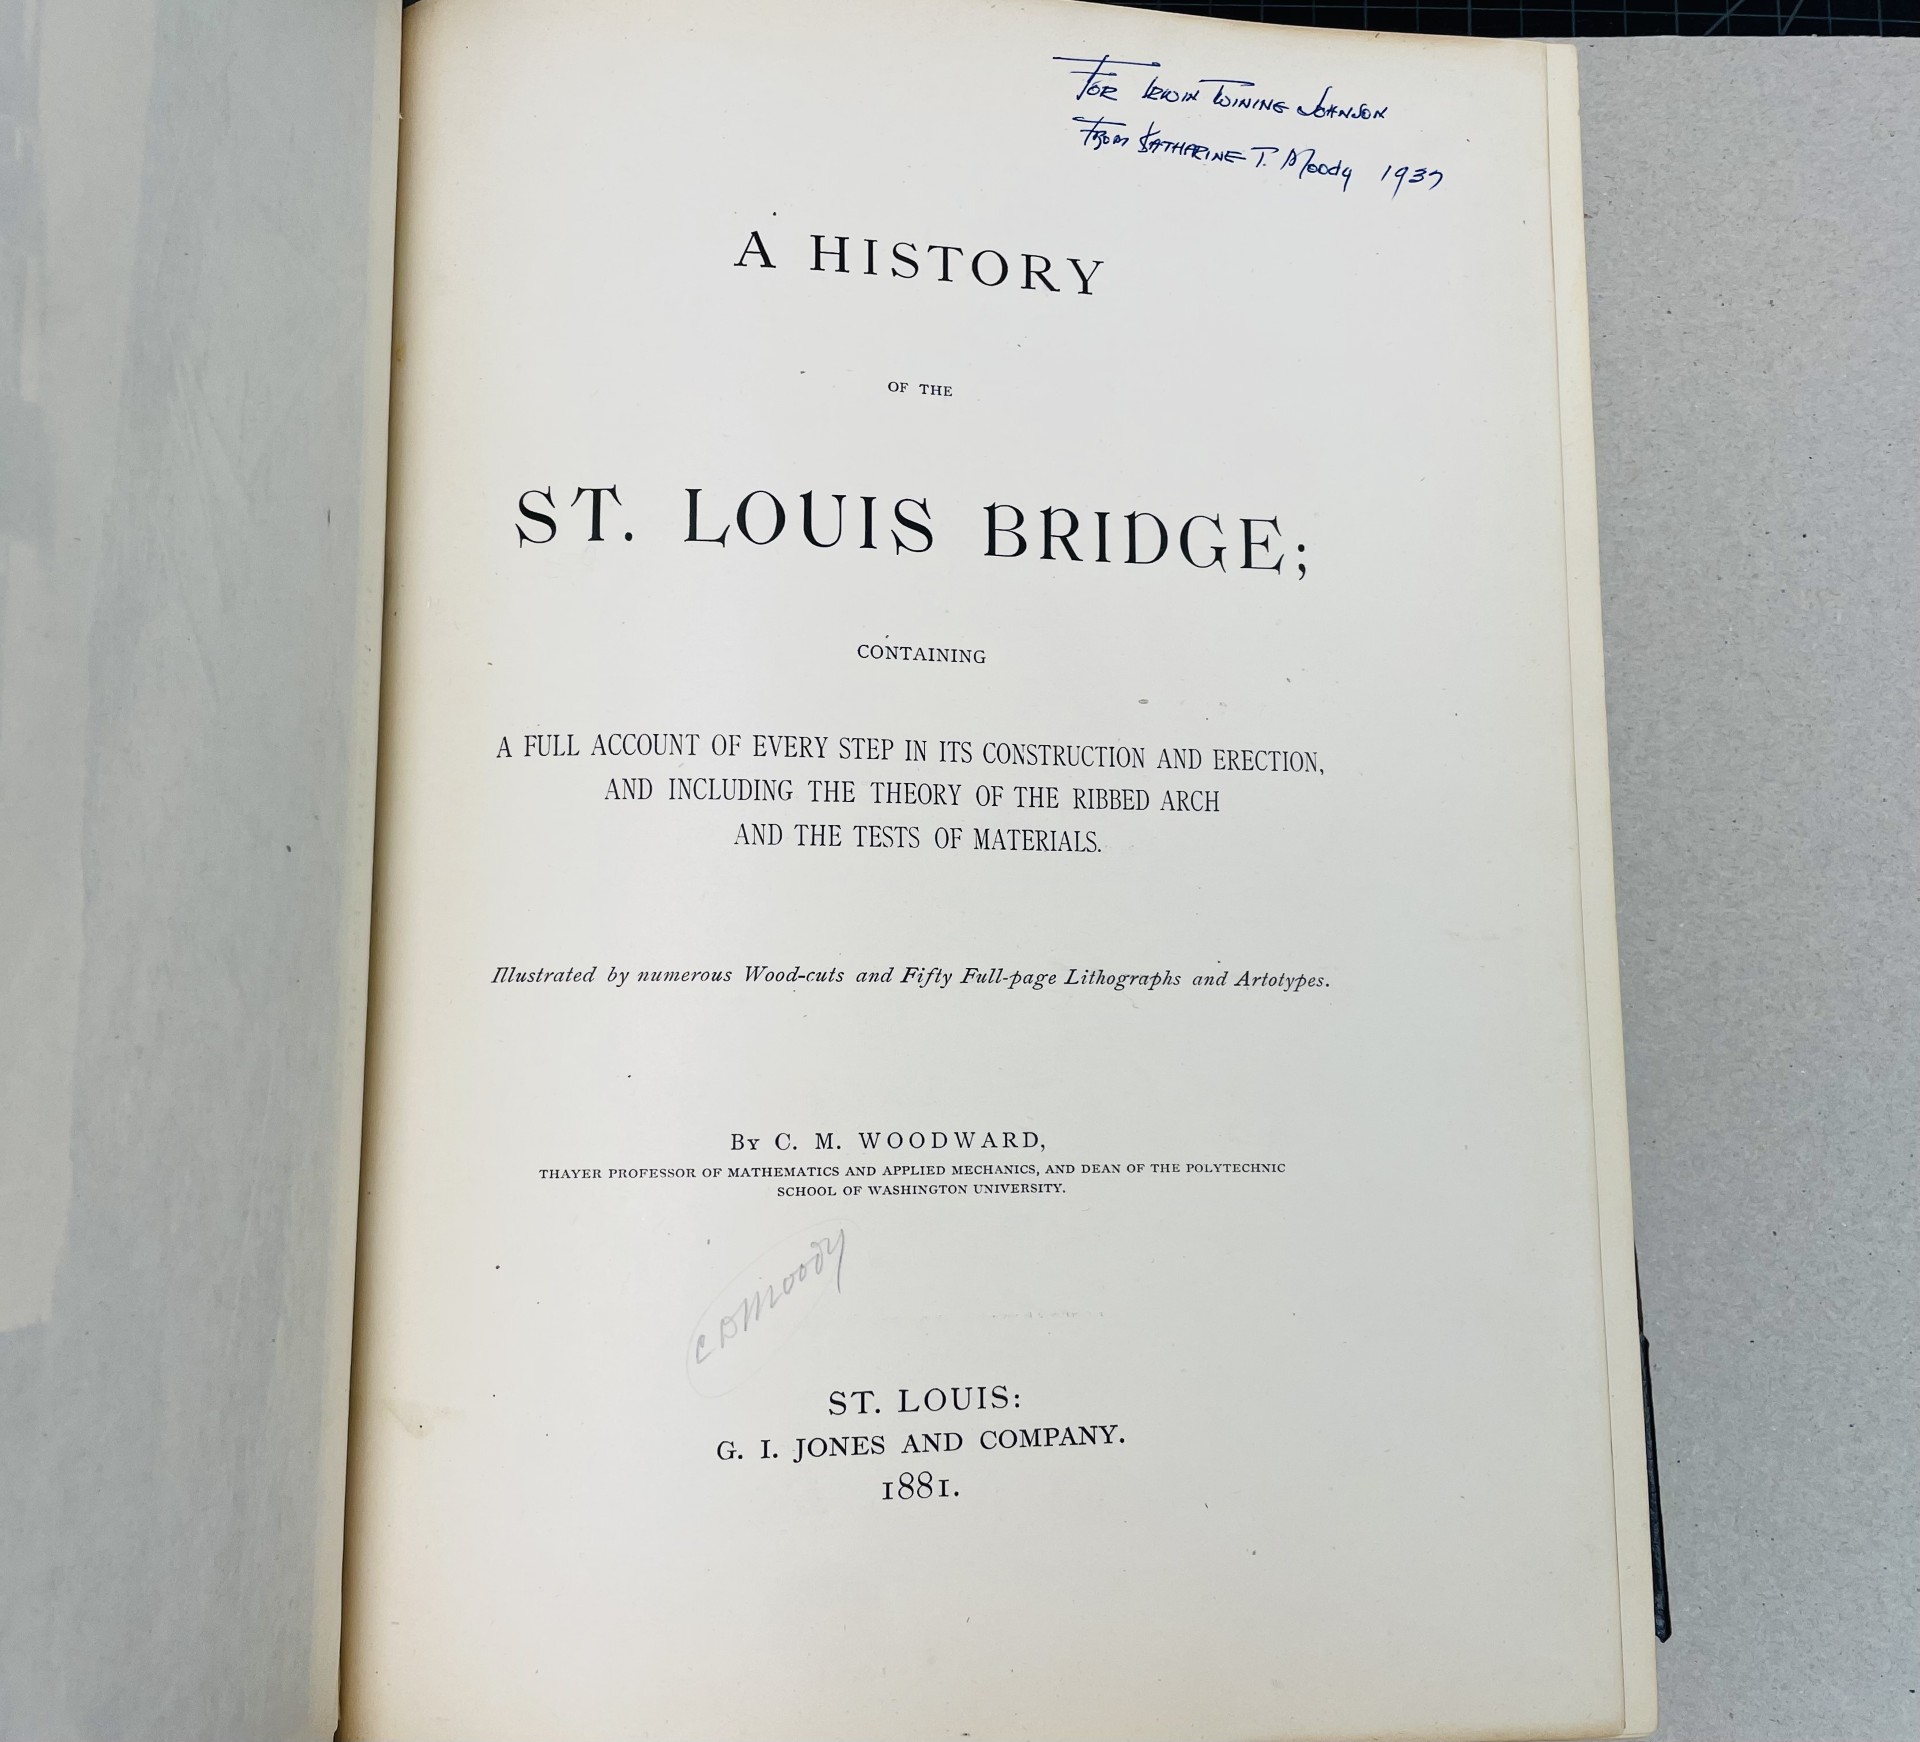 For Irwin Twining Johnson
From Katharine T. Moody 1937
A HISTORY
OF THE
ST. LOUIS BRIDGE;
CONTAINING
A FULL ACCOUNT OF EVERY STEP IN ITS CONSTRUCTION AND ERECTION,
AND INCLUDING THE THEORY OF THE RIBBED ARCH
AND THE TESTS OF MATERIALS.
Illustrated by numerous Wood-cuts and Fifty Full-page Lithographs and Artotypes.
By C. M. WOODWARD,
THAYER PROFESSOR OF MATHEMATICS AND APPLIED MECHANICS, AND DEAN OF THE POLYTECHNIC
SCHOOL OF WASHINGTON UNIVERSITY.
C D Moody
ST. LOUIS:
G. I. JONES AND COMPANY.
1881.